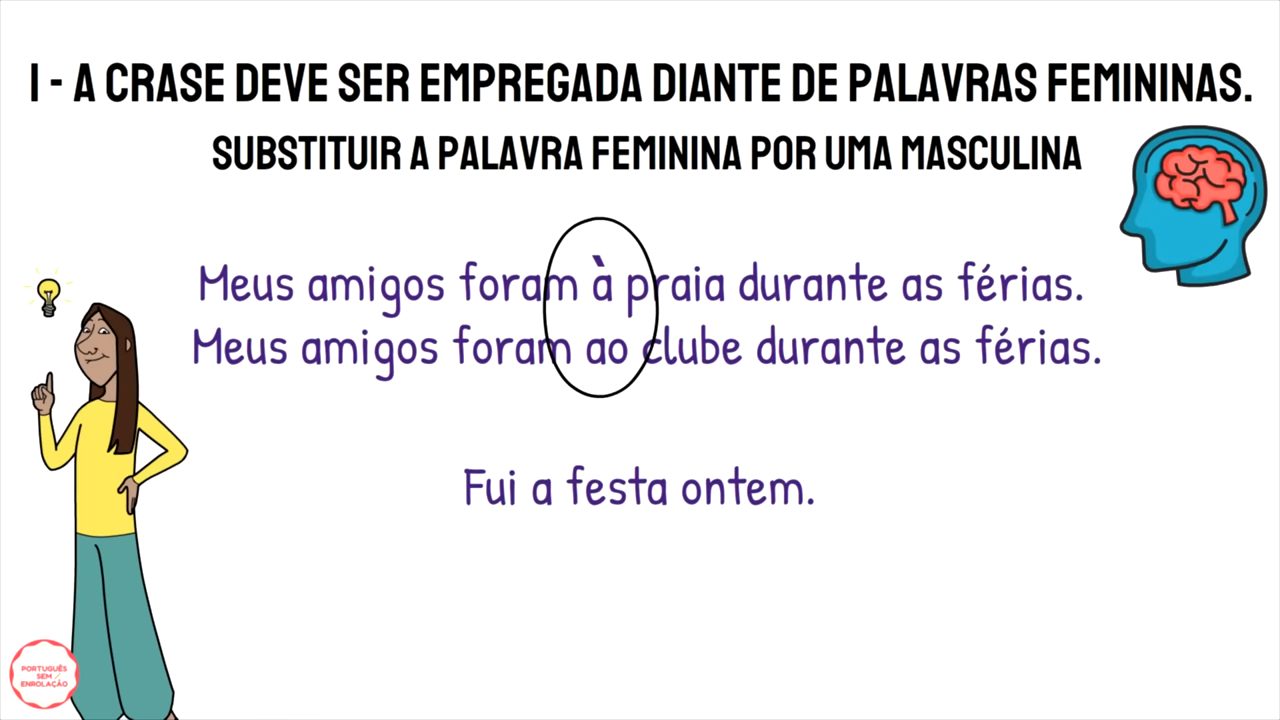 1 - A CRASE DEVE SER EMPREGADA DIANTE DE PALAVRAS FEMININAS.
SUBSTITUIR A PALAVRA FEMININA POR UMA MASCULINA
Meus amigos foram à praia durante as férias.
Meus amigos foram ao clube durante as férias.
Fui a festa ontem.
PORTUGUÊS
SEM
ENROLAÇÃO